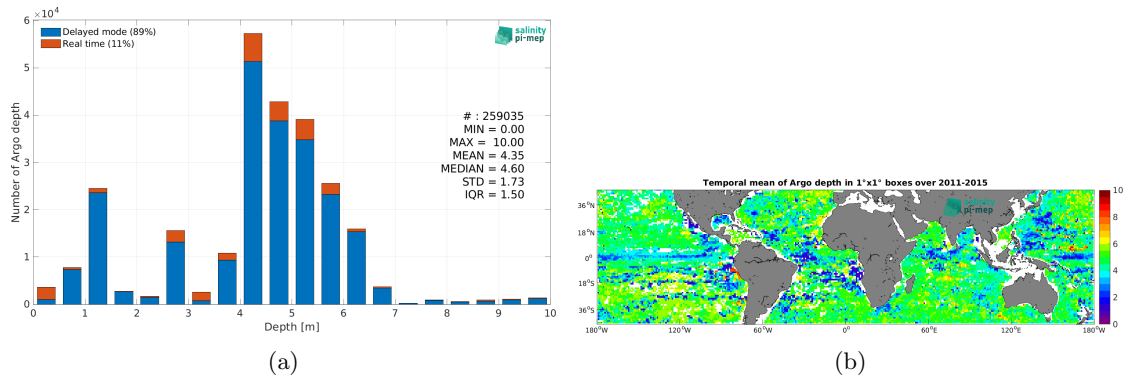 6 ×10⁴
Delayed mode (89%)
Real time (11%)
salinity
pi-mep
5
4
3
2
1
0
Number of Argo depth
# : 259035
MIN = 0.00
MAX = 10.00
MEAN = 4.35
MEDIAN = 4.60
STD = 1.73
IQR = 1.50
0 1 2 3 4 5 6 7 8 9 10
Depth [m]
(a)
Temporal mean of Argo depth in 1°x1° boxes over 2011-2015
salinity
pi-mep
36°N
18°N
0°
18°S
36°S
180°W 120°W 60°W 0° 60°E 120°E 180°W
10
8
6
4
2
0
(b)